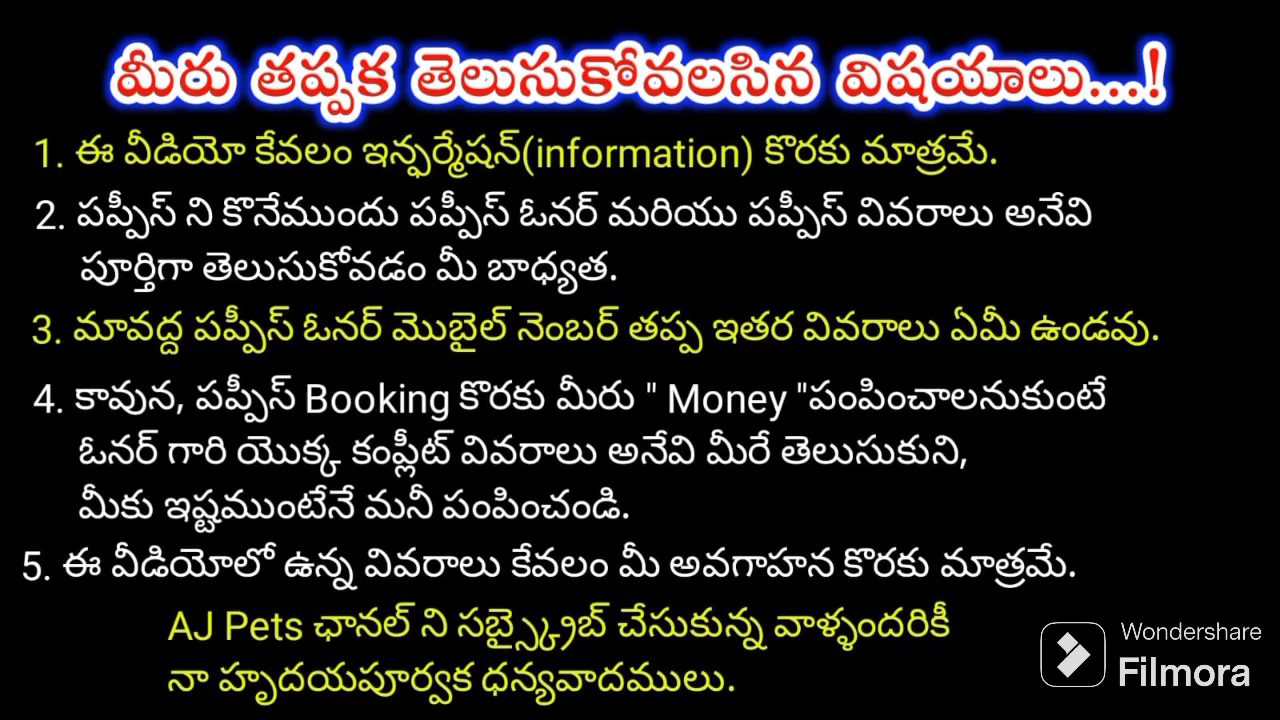 మీరు తప్పక తెలుసుకోవలసిన విషయాలు...!
1. ఈ వీడియో కేవలం ఇన్ఫర్మేషన్(information) కొరకు మాత్రమే.
2. పప్పీస్ ని కొనేముందు పప్పీస్ ఓనర్ మరియు పప్పీస్ వివరాలు అనేవి
పూర్తిగా తెలుసుకోవడం మీ బాధ్యత.
3. మావద్ద పప్పీస్ ఓనర్ మొబైల్ నెంబర్ తప్ప ఇతర వివరాలు ఏమీ ఉండవు.
4. కావున, పప్పీస్ Booking కొరకు మీరు " Money "పంపించాలనుకుంటే
ఓనర్ గారి యొక్క కంప్లీట్ వివరాలు అనేవి మీరే తెలుసుకుని,
మీకు ఇష్టముంటేనే మనీ పంపించండి.
5. ఈ వీడియోలో ఉన్న వివరాలు కేవలం మీ అవగాహన కొరకు మాత్రమే.
AJ Pets ఛానల్ ని సబ్స్క్రైబ్ చేసుకున్న వాళ్ళందరికీ
నా హృదయపూర్వక ధన్యవాదములు.
Wondershare
Filmora